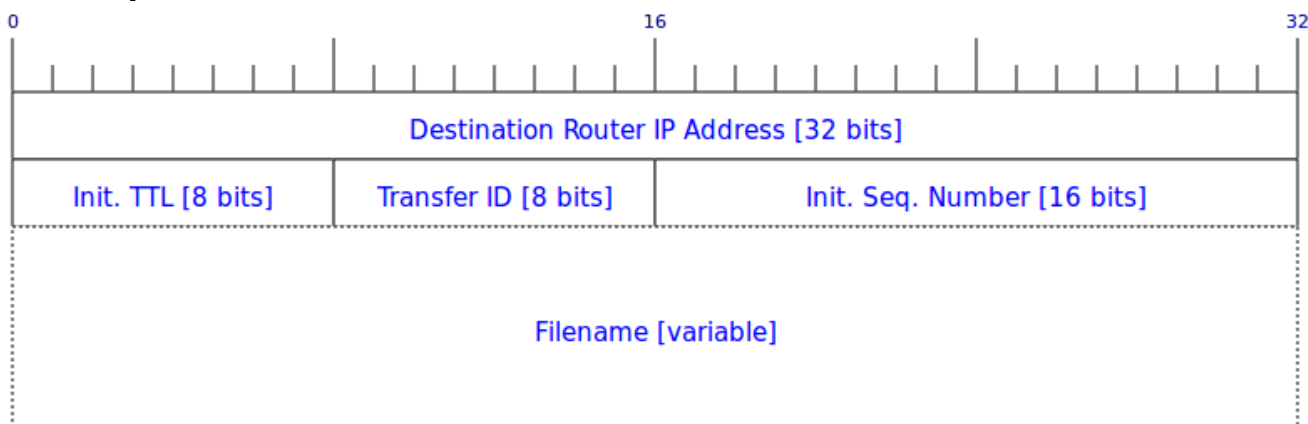 0 16 32
Destination Router IP Address [32 bits]
Init. TTL [8 bits] Transfer ID [8 bits] Init. Seq. Number [16 bits]
Filename [variable]